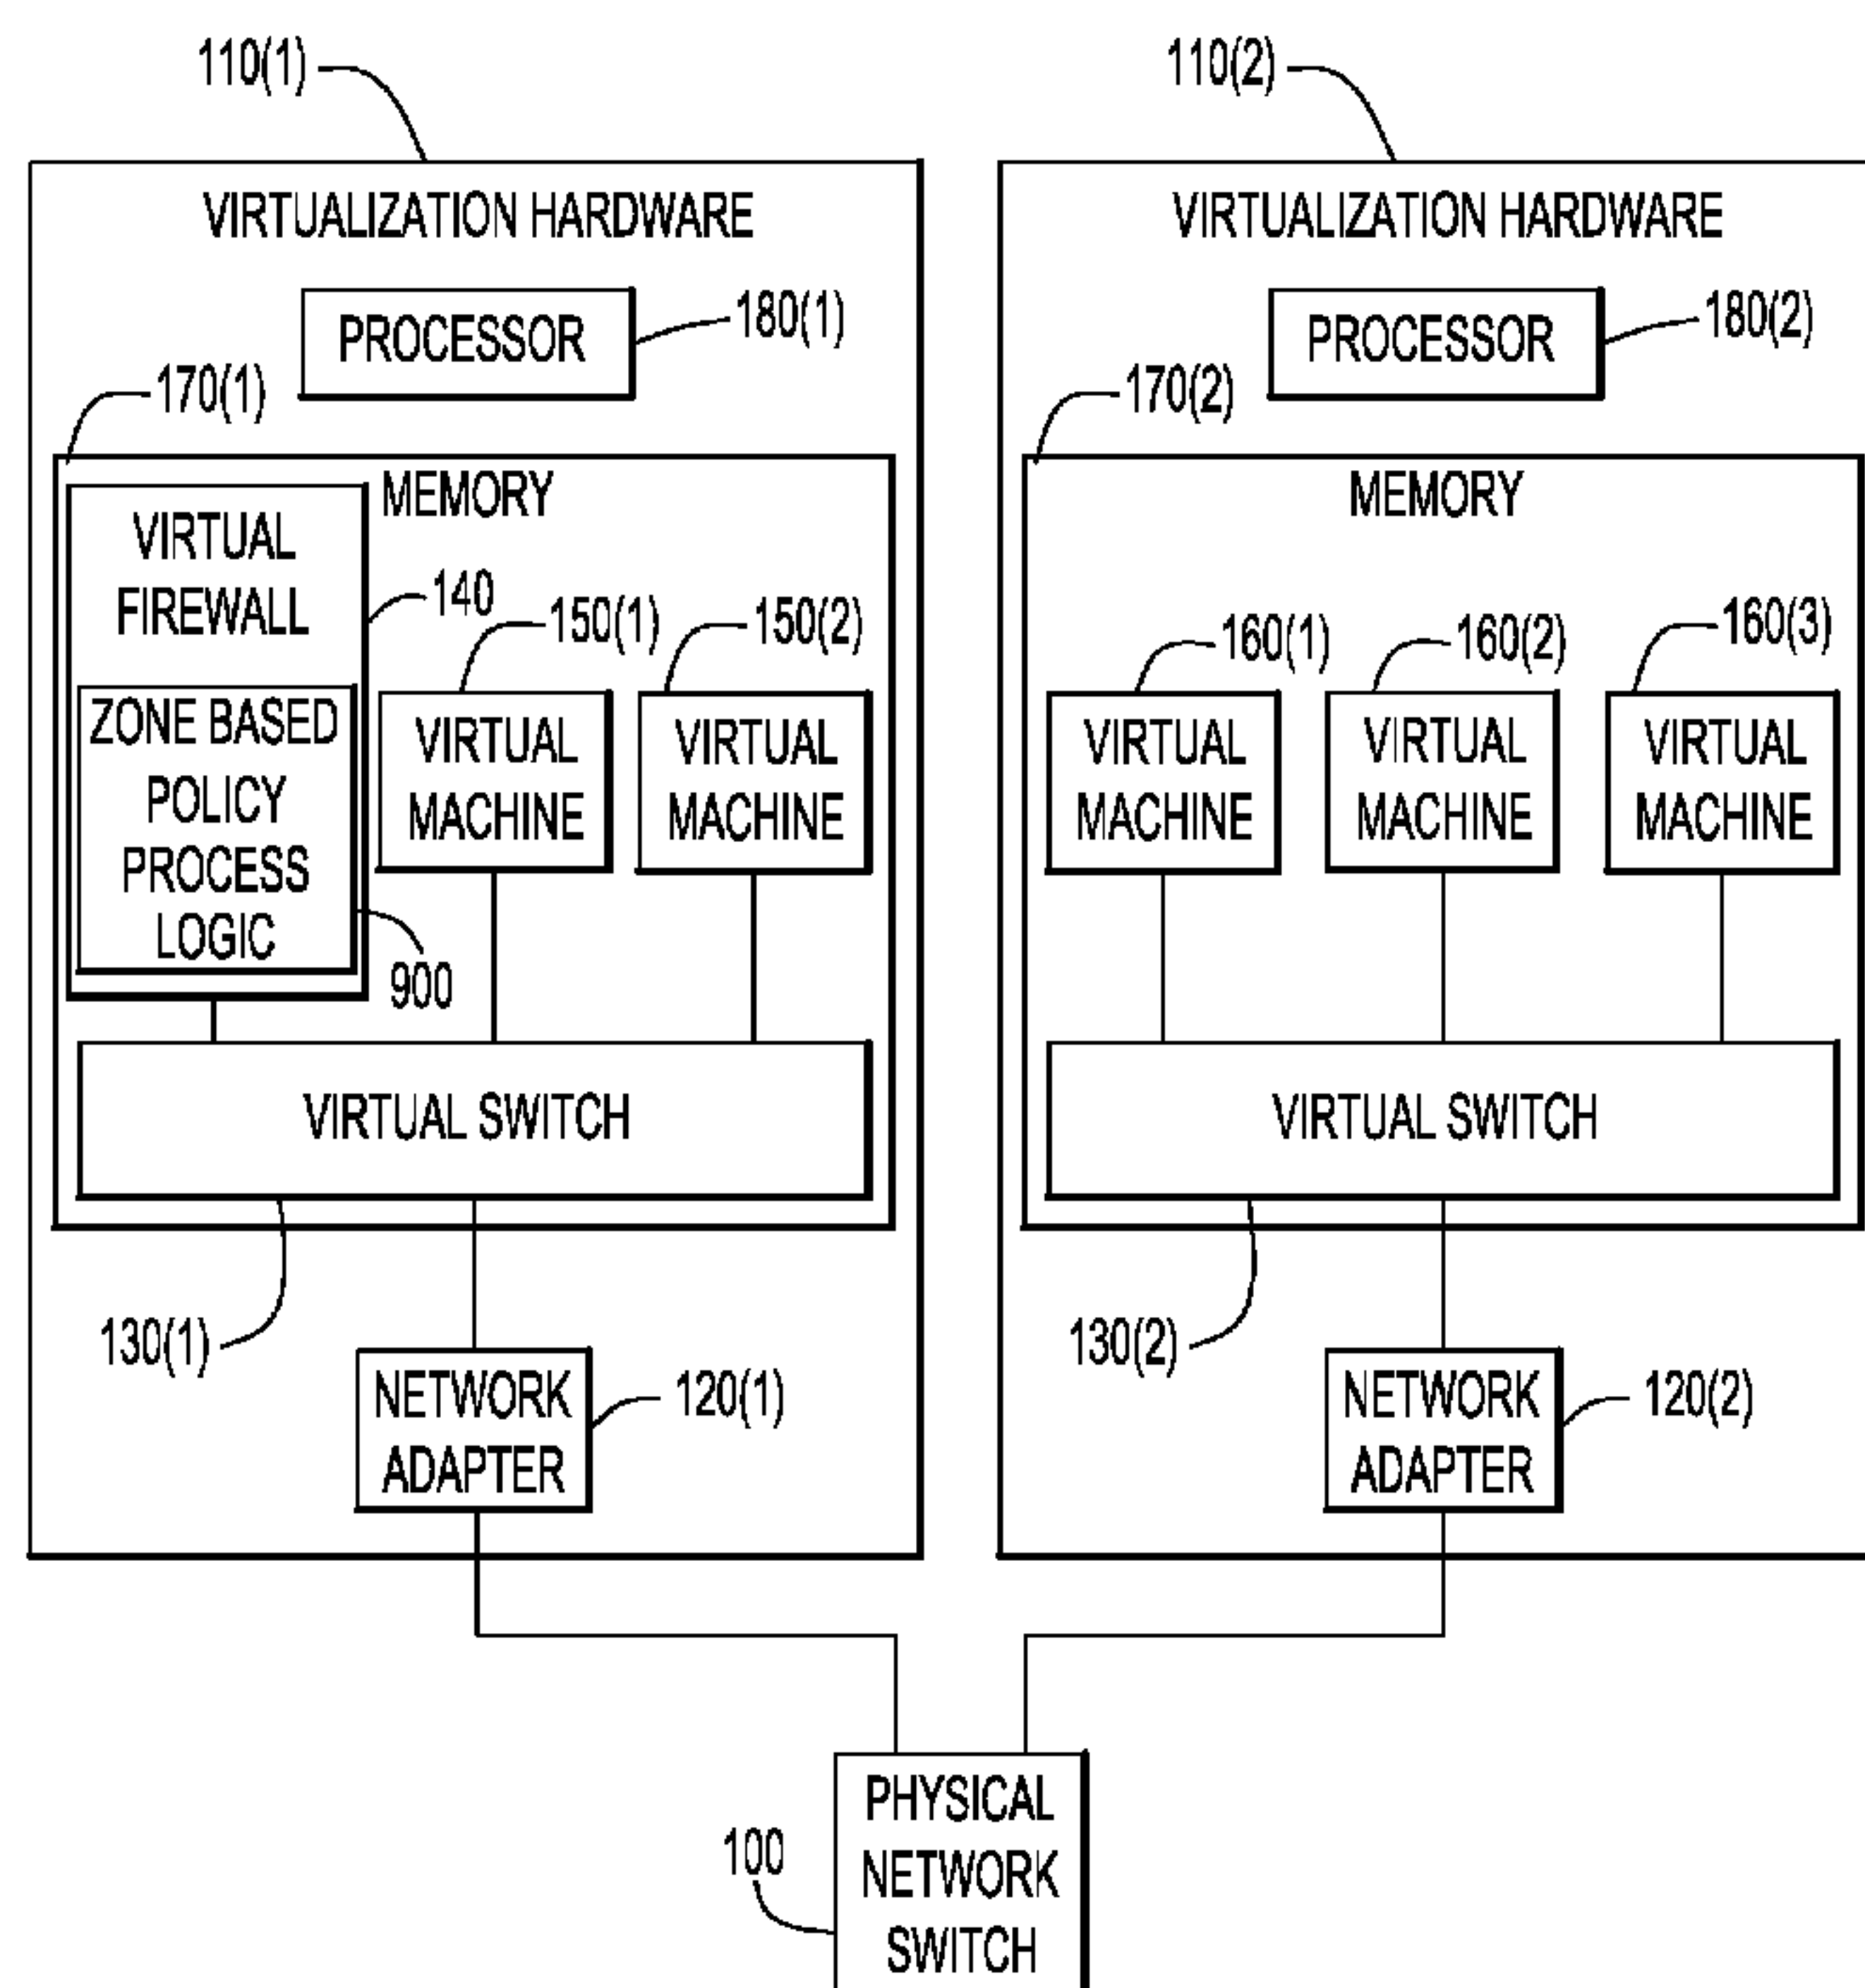 110(1)
110(2)
VIRTUALIZATION HARDWARE
VIRTUALIZATION HARDWARE
PROCESSOR
180(1)
PROCESSOR
180(2)
170(1)
170(2)
MEMORY
MEMORY
VIRTUAL
FIREWALL
140
150(1)
150(2)
160(1)
160(2)
160(3)
ZONE BASED
POLICY
PROCESS
LOGIC
900
VIRTUAL
MACHINE
VIRTUAL
MACHINE
VIRTUAL
MACHINE
VIRTUAL
MACHINE
VIRTUAL
MACHINE
VIRTUAL SWITCH
VIRTUAL SWITCH
130(1)
130(2)
NETWORK
ADAPTER
120(1)
NETWORK
ADAPTER
120(2)
100
PHYSICAL
NETWORK
SWITCH